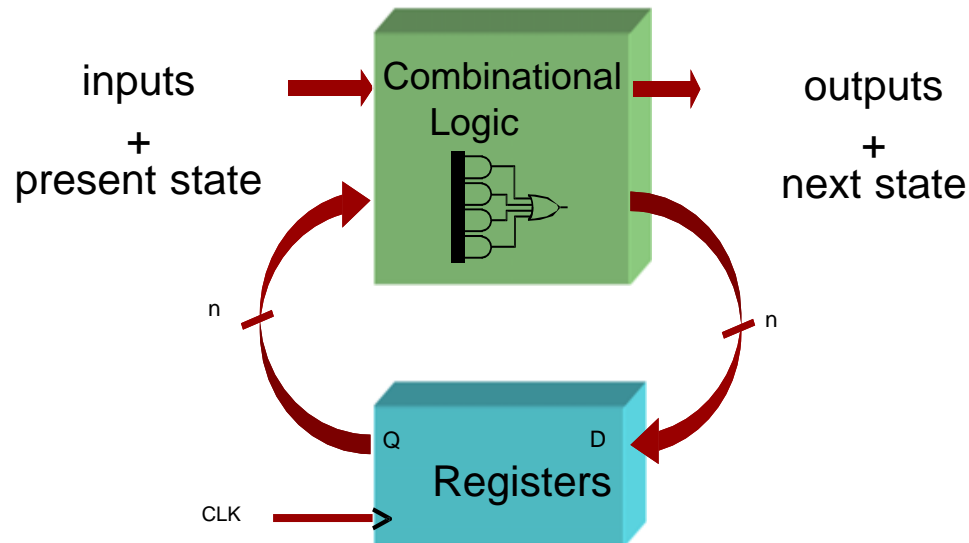 inputs
+
present state
Combinational
Logic
outputs
+
next state
n
n
Q
D
Registers
CLK